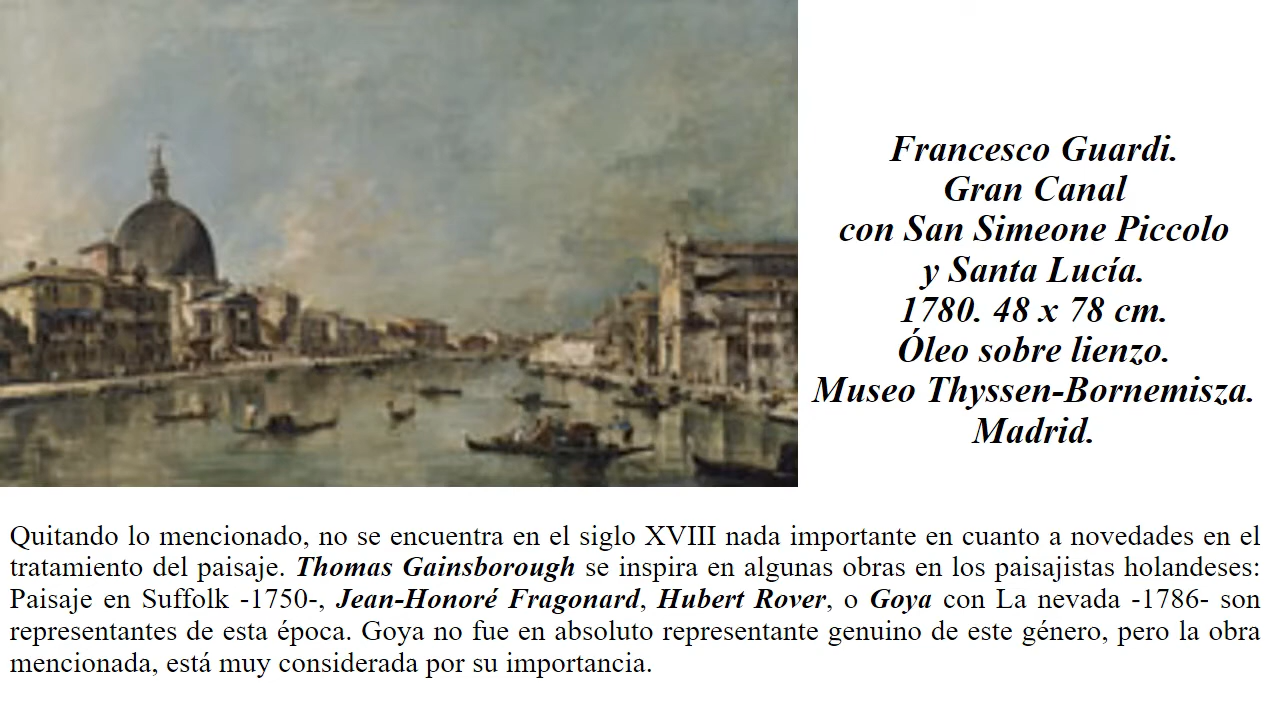 Francesco Guardi.
Gran Canal
con San Simeone Piccolo
y Santa Lucía.
1780. 48 x 78 cm.
Óleo sobre lienzo.
Museo Thyssen-Bornemisza.
Madrid.
Quitando lo mencionado, no se encuentra en el siglo XVIII nada importante en cuanto a novedades en el
tratamiento del paisaje. Thomas Gainsborough se inspira en algunas obras en los paisajistas holandeses:
Paisaje en Suffolk -1750-, Jean-Honoré Fragonard, Hubert Rover, o Goya con La nevada -1786- son
representantes de esta época. Goya no fue en absoluto representante genuino de este género, pero la obra
mencionada, está muy considerada por su importancia.